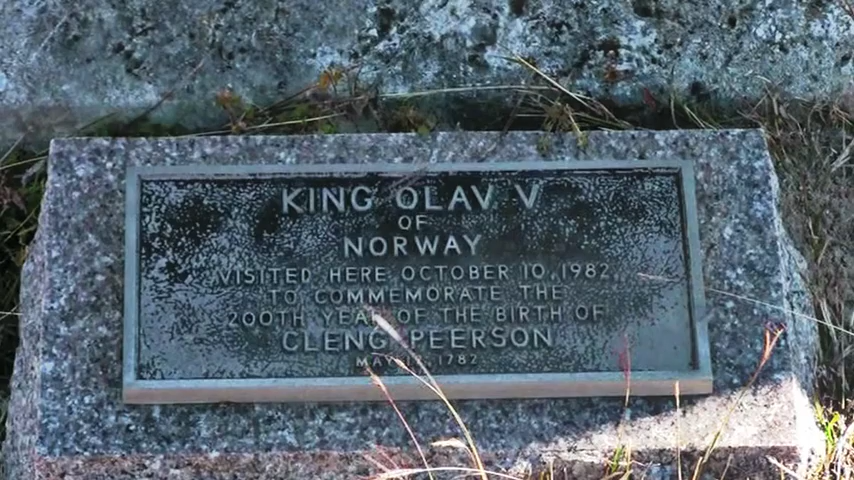 KING OLAV V
OF
NORWAY
VISITED HERE OCTOBER 10, 1982
TO COMMEMORATE THE
200TH YEAR OF THE BIRTH OF
CLENG PEERSON
MAY 1782